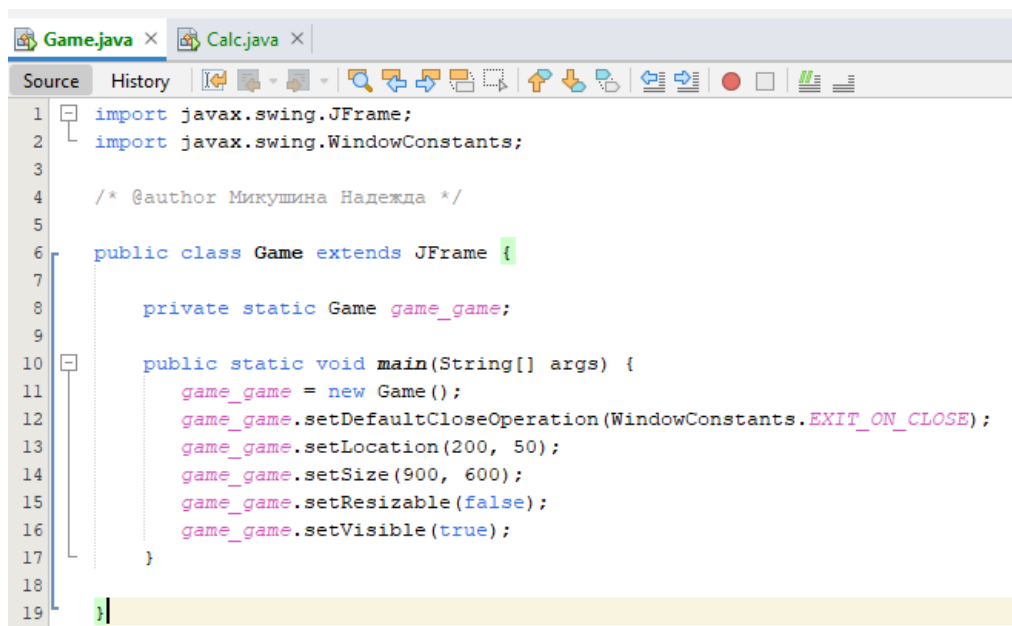 Game.java × Calc.java ×
Source History
1 import javax.swing.JFrame;
2 import javax.swing.WindowConstants;
3
4 /* @author Микушина Надежда */
5
6 public class Game extends JFrame {
7
8 private static Game game_game;
9
10 public static void main(String[] args) {
11 game_game = new Game();
12 game_game.setDefaultCloseOperation(WindowConstants.EXIT_ON_CLOSE);
13 game_game.setLocation(200, 50);
14 game_game.setSize(900, 600);
15 game_game.setResizable(false);
16 game_game.setVisible(true);
17 }
18
19 }